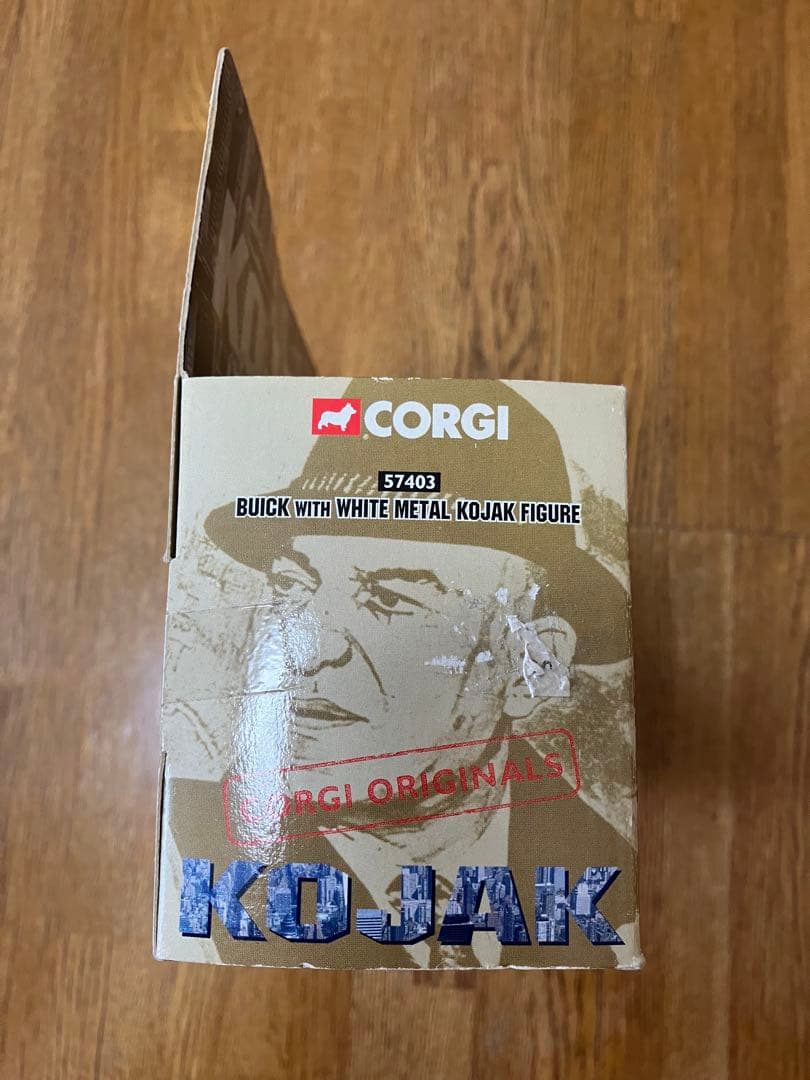 CORGI
57403
BUICK WITH WHITE METAL KOJAK FIGURE
CORGI ORIGINALS
KOJAK